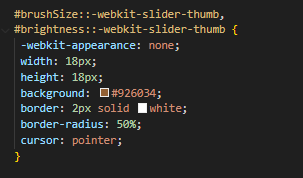 #brushSize::-webkit-slider-thumb,
#brightness::-webkit-slider-thumb {
-webkit-appearance: none;
width: 18px;
height: 18px;
background: #926034;
border: 2px solid white;
border-radius: 50%;
cursor: pointer;
}